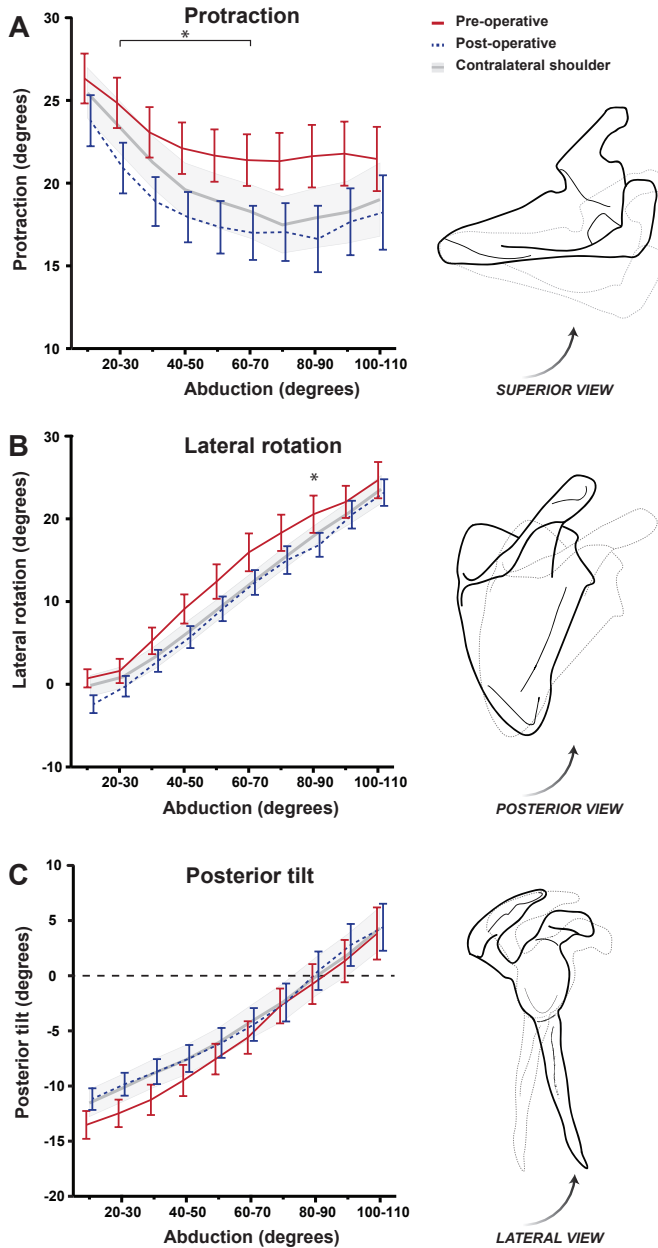 A
Protraction
Pre-operative
Post-operative
Contralateral shoulder
*
30
25
20
15
10
Protraction (degrees)
20-30 40-50 60-70 80-90 100-110
Abduction (degrees)
SUPERIOR VIEW
B
Lateral rotation
*
30
20
10
0
-10
Lateral rotation (degrees)
20-30 40-50 60-70 80-90 100-110
Abduction (degrees)
POSTERIOR VIEW
C
Posterior tilt
10
5
0
-5
-10
-15
-20
Posterior tilt (degrees)
20-30 40-50 60-70 80-90 100-110
Abduction (degrees)
LATERAL VIEW